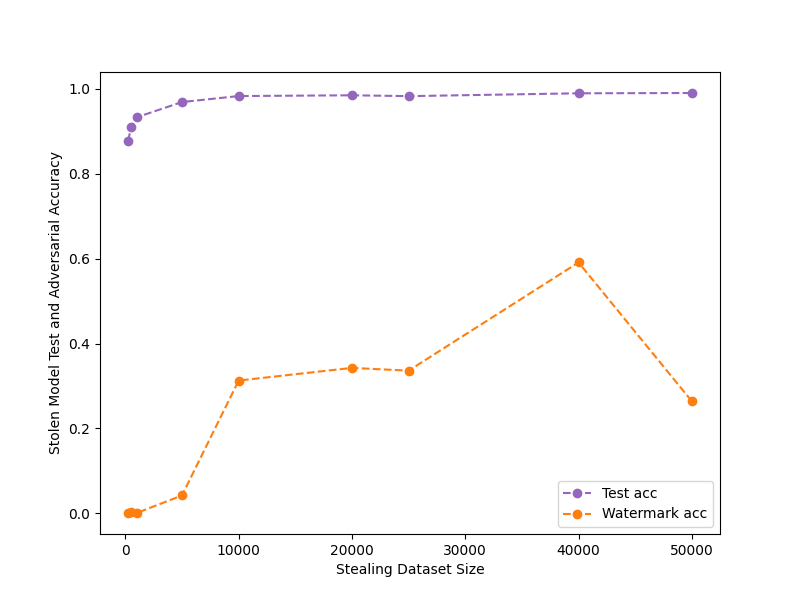 1.0
0.8
0.6
0.4
0.2
0.0
Stolen Model Test and Adversarial Accuracy
Test acc
Watermark acc
0 10000 20000 30000 40000 50000
Stealing Dataset Size